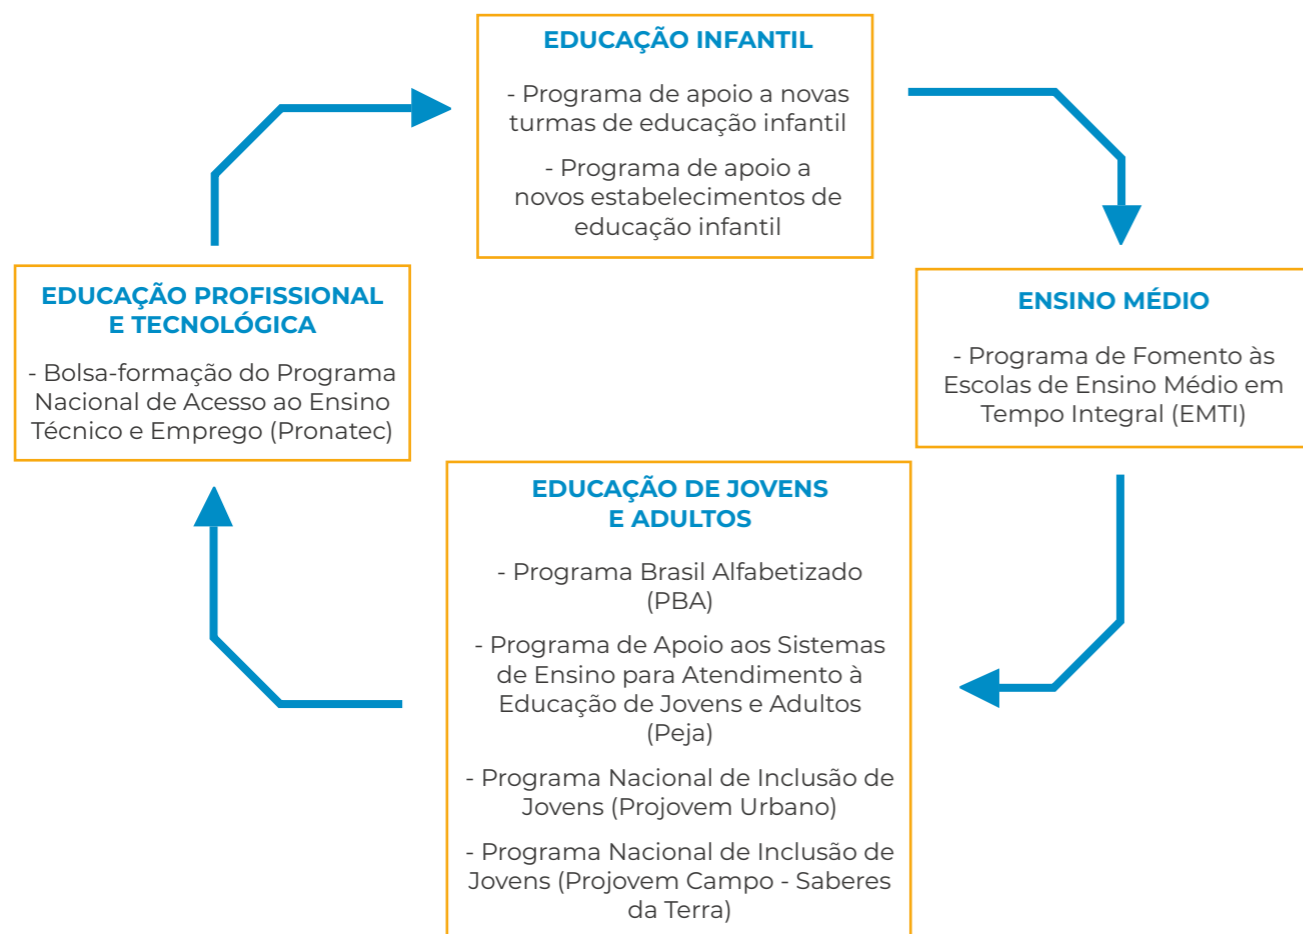 EDUCAÇÃO INFANTIL
- Programa de apoio a novas
turmas de educação infantil
- Programa de apoio a
novos estabelecimentos de
educação infantil
ENSINO MÉDIO
- Programa de Fomento às
Escolas de Ensino Médio em
Tempo Integral (EMTI)
EDUCAÇÃO DE JOVENS
E ADULTOS
- Programa Brasil Alfabetizado
(PBA)
- Programa de Apoio aos Sistemas
de Ensino para Atendimento à
Educação de Jovens e Adultos
(Peja)
- Programa Nacional de Inclusão de
Jovens (Projovem Urbano)
- Programa Nacional de Inclusão de
Jovens (Projovem Campo - Saberes
da Terra)
EDUCAÇÃO PROFISSIONAL
E TECNOLÓGICA
- Bolsa-formação do Programa
Nacional de Acesso ao Ensino
Técnico e Emprego (Pronatec)